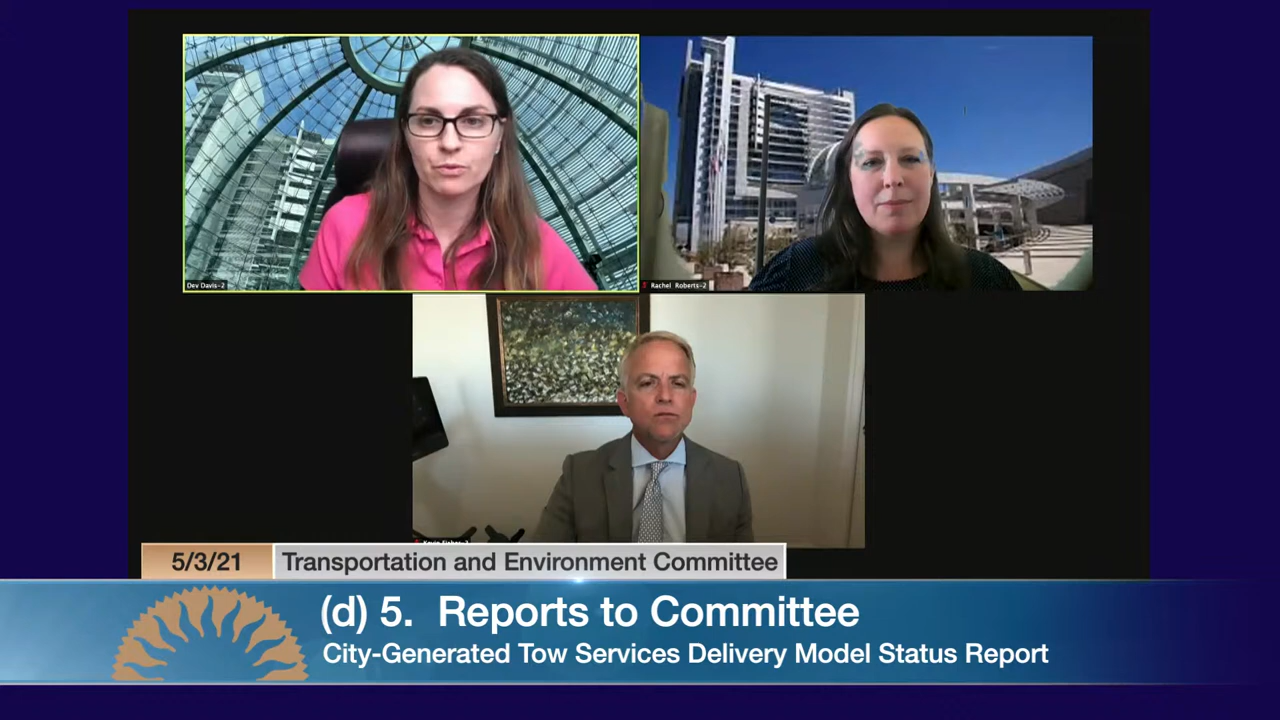 Dev Davis-2
Rachel Roberts-2
5/3/21
Transportation and Environment Committee
(d) 5. Reports to Committee
City-Generated Tow Services Delivery Model Status Report